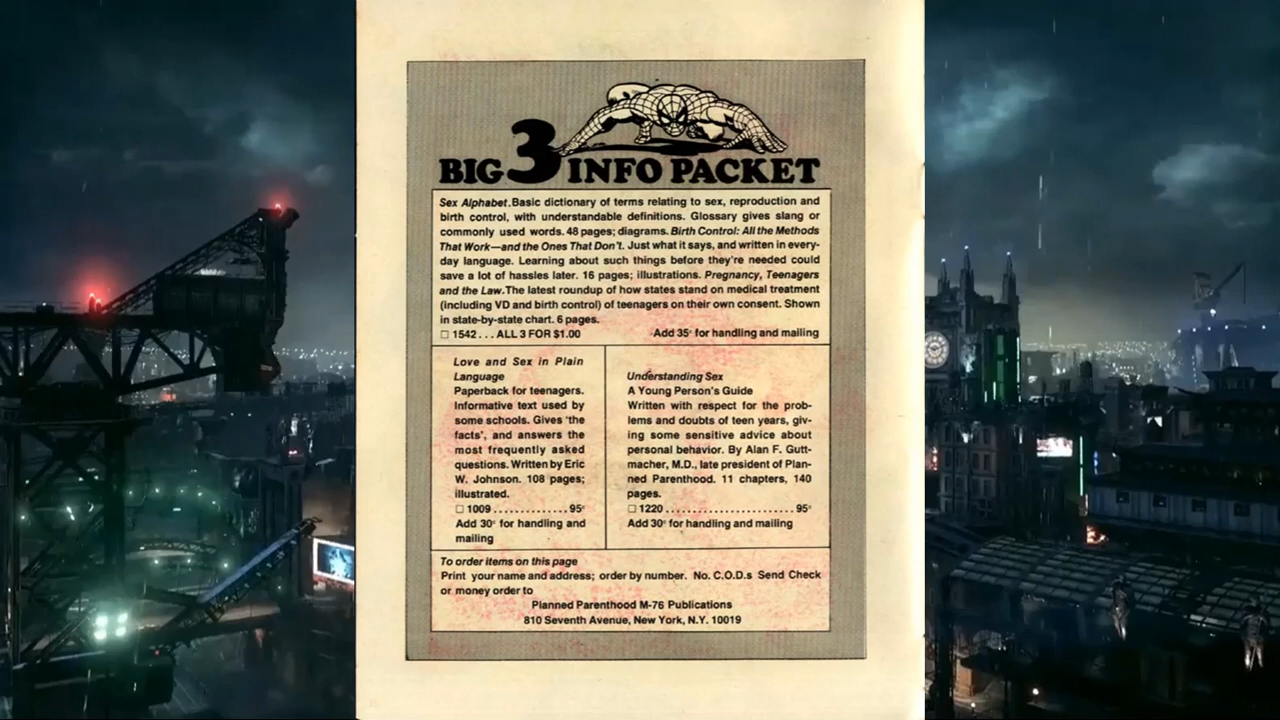 BIG 3 INFO PACKET
Sex Alphabet. Basic dictionary of terms relating to sex, reproduction and
birth control, with understandable definitions. Glossary gives slang or
commonly used words. 48 pages; diagrams. Birth Control: All the Methods
That Work—and the Ones That Don't. Just what it says, and written in every-
day language. Learning about such things before they're needed could
save a lot of hassles later. 16 pages; illustrations. Pregnancy, Teenagers
and the Law. The latest roundup of how states stand on medical treatment
(including VD and birth control) of teenagers on their own consent. Shown
in state-by-state chart. 6 pages.
☐ 1542 . . . ALL 3 FOR $1.00 Add 35¢ for handling and mailing
Love and Sex in Plain
Language
Paperback for teenagers.
Informative text used by
some schools. Gives 'the
facts', and answers the
most frequently asked
questions. Written by Eric
W. Johnson. 108 pages;
illustrated.
☐ 1009 . . . . . . . . . . . . . 95¢
Add 30¢ for handling and
mailing
Understanding Sex
A Young Person's Guide
Written with respect for the prob-
lems and doubts of teen years, giv-
ing some sensitive advice about
personal behavior. By Alan F. Gutt-
macher, M.D., late president of Plan-
ned Parenthood. 11 chapters, 140
pages.
☐ 1220 . . . . . . . . . . . . . . . . . . . . . . . 95¢
Add 30¢ for handling and mailing
To order items on this page
Print your name and address; order by number. No. C.O.D.s Send Check
or money order to
Planned Parenthood M-76 Publications
810 Seventh Avenue, New York, N.Y. 10019